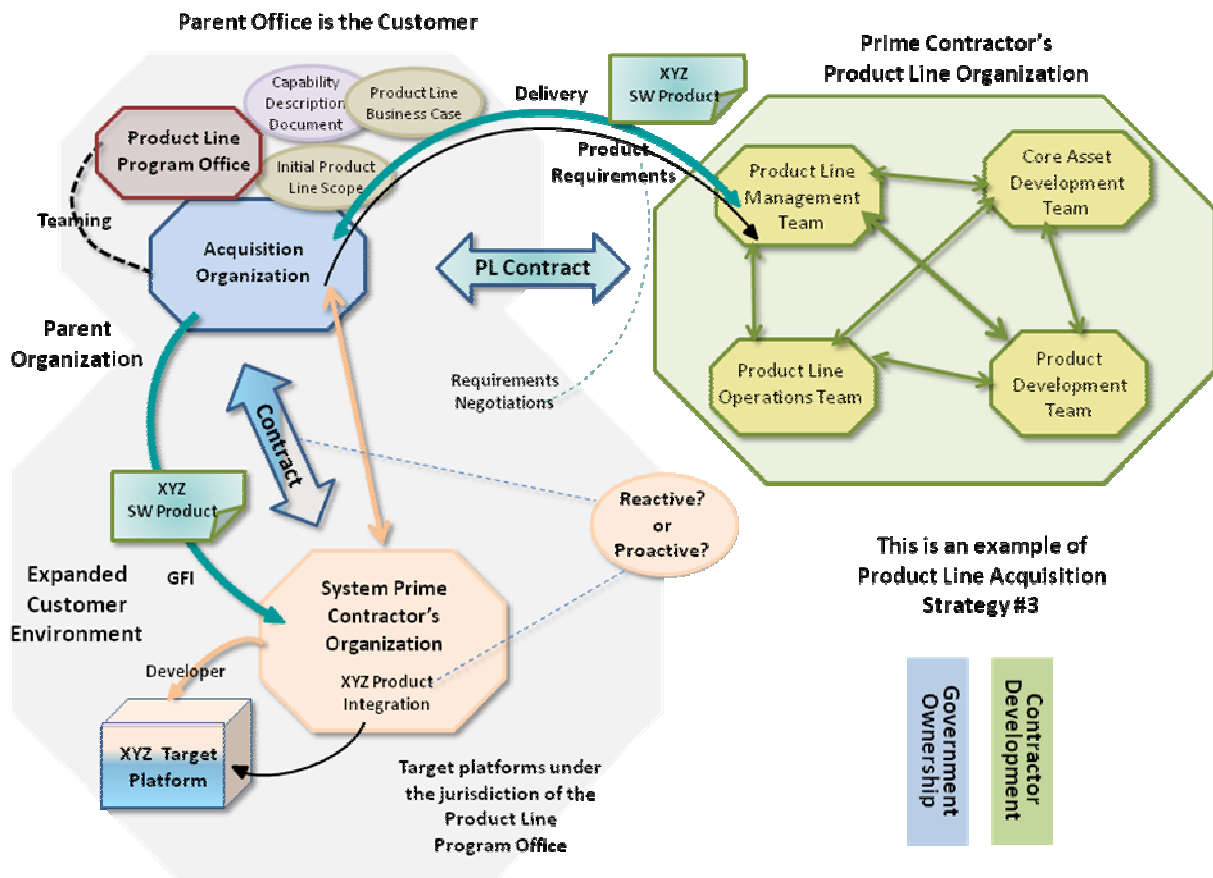 Parent Office is the Customer
Prime Contractor's
Product Line Organization
XYZ
SW Product
Capability
Description
Document
Product Line
Business Case
Delivery
Product Line
Program Office
Initial Product
Line Scope
Product
Requirements
Product Line
Management
Team
Core Asset
Development
Team
Teaming
Acquisition
Organization
PL Contract
Parent
Organization
Requirements
Negotiations
Product Line
Operations Team
Product
Development
Team
Contract
XYZ
SW Product
Reactive?
or
Proactive?
GFI
Expanded
Customer
Environment
System Prime
Contractor's
Organization
XYZ Product
Integration
This is an example of
Product Line Acquisition
Strategy #3
Developer
XYZ Target
Platform
Target platforms under
the jurisdiction of the
Product Line
Program Office
Government
Ownership
Contractor
Development